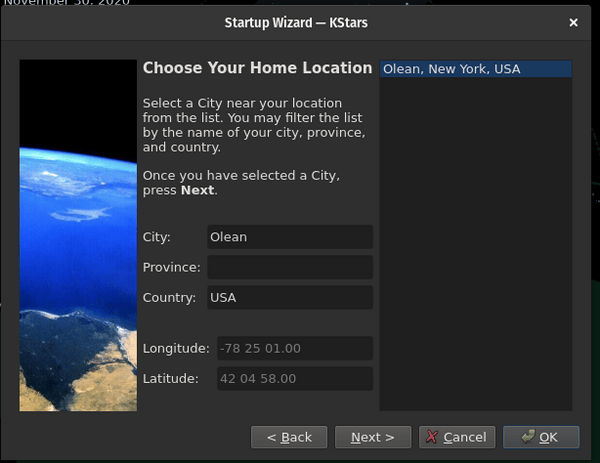 November 30, 2020
Startup Wizard — KStars
Choose Your Home Location
Select a City near your location
from the list. You may filter the list
by the name of your city, province,
and country.
Once you have selected a City,
press Next.
City: Olean
Province:
Country: USA
Longitude: -78 25 01.00
Latitude: 42 04 58.00
Olean, New York, USA
< Back
Next >
Cancel
OK